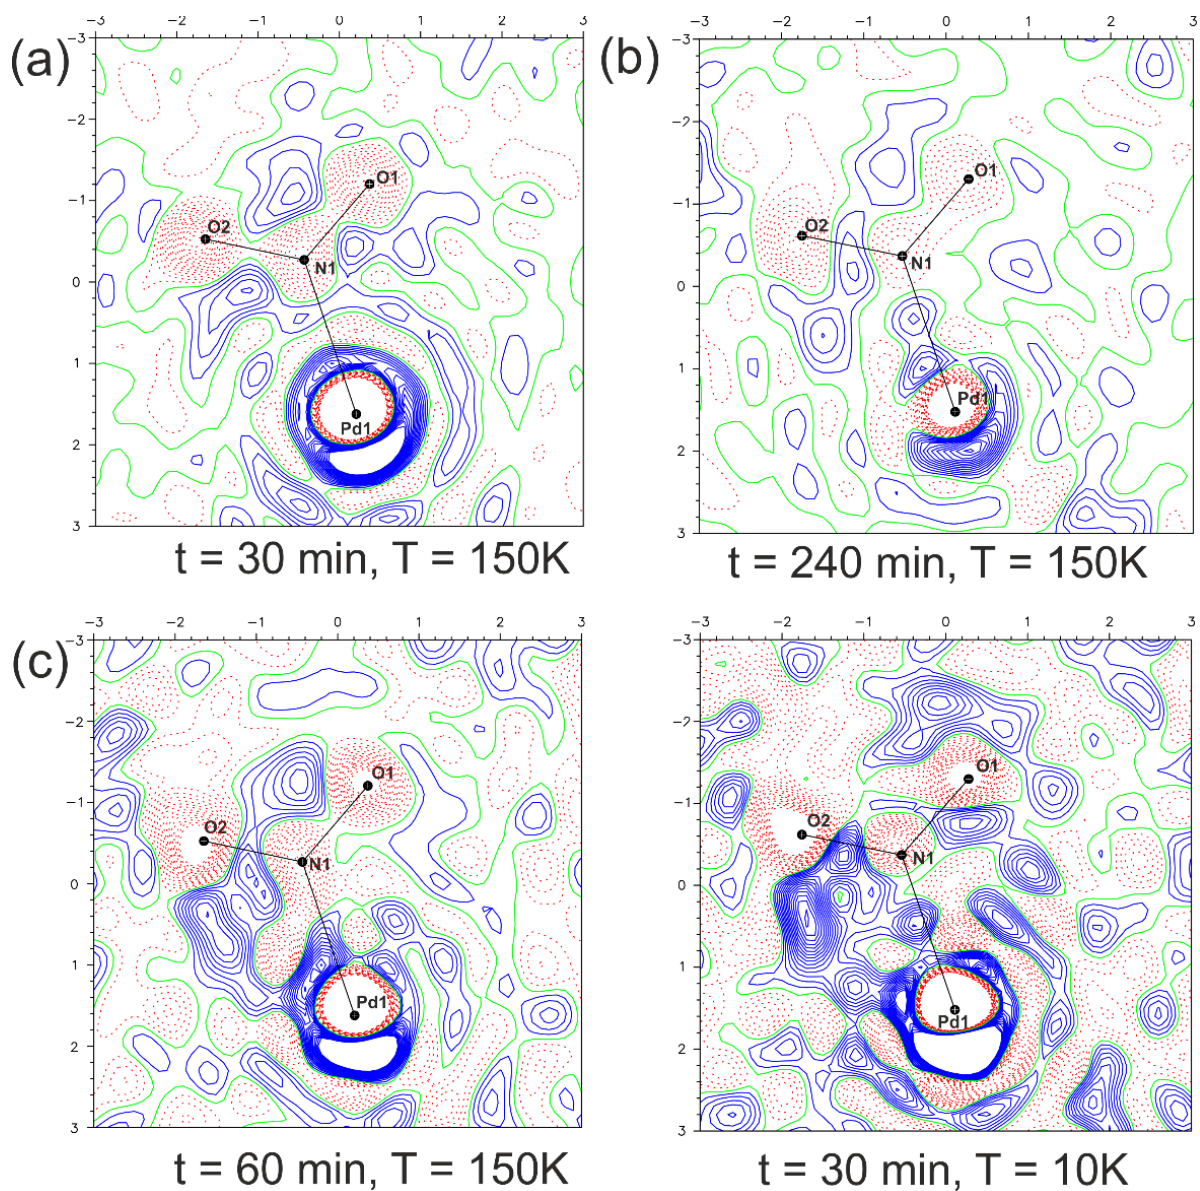 −3 −2 −1 0 1 2 3
−3 −2 −1 0 1 2 3
(a)
−3
−2
−1
0
1
2
3
O1
O2
N1
Pd1
t = 30 min, T = 150K
(b)
−3
−2
−1
0
1
2
3
O1
O2
N1
Pd1
t = 240 min, T = 150K
−3 −2 −1 0 1 2 3
−3 −2 −1 0 1 2 3
(c)
−3
−2
−1
0
1
2
3
O1
O2
N1
Pd1
t = 60 min, T = 150K
−3
−2
−1
0
1
2
3
O1
O2
N1
Pd1
t = 30 min, T = 10K